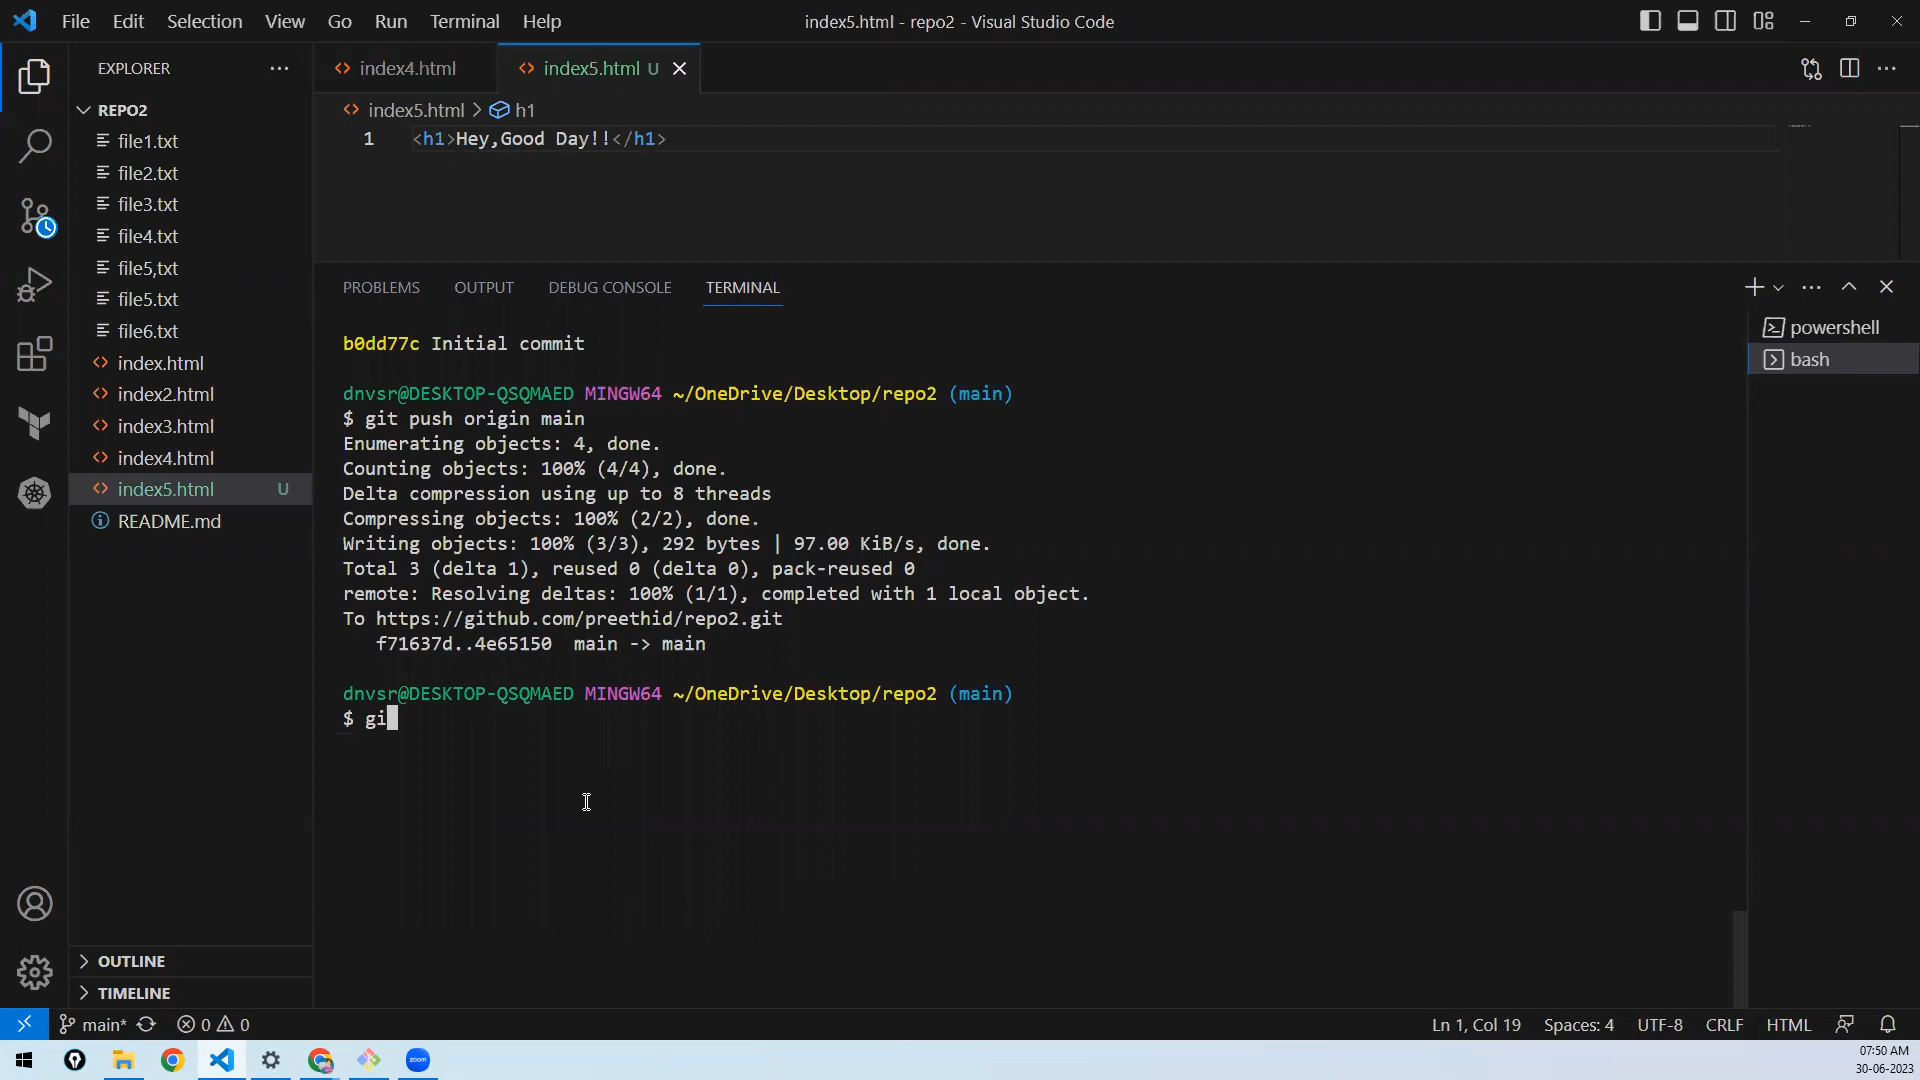 File Edit Selection View Go Run Terminal Help
index5.html - repo2 - Visual Studio Code
EXPLORER
REPO2
file1.txt
file2.txt
file3.txt
file4.txt
file5,txt
file5.txt
file6.txt
index.html
index2.html
index3.html
index4.html
index5.html U
README.md
OUTLINE
TIMELINE
index4.html
index5.html U
index5.html > h1
1 <h1>Hey,Good Day!!</h1>
PROBLEMS OUTPUT DEBUG CONSOLE TERMINAL
powershell
bash
b0dd77c Initial commit
dnvsr@DESKTOP-QSQMAED MINGW64 ~/OneDrive/Desktop/repo2 (main)
$ git push origin main
Enumerating objects: 4, done.
Counting objects: 100% (4/4), done.
Delta compression using up to 8 threads
Compressing objects: 100% (2/2), done.
Writing objects: 100% (3/3), 292 bytes | 97.00 KiB/s, done.
Total 3 (delta 1), reused 0 (delta 0), pack-reused 0
remote: Resolving deltas: 100% (1/1), completed with 1 local object.
To https://github.com/preethid/repo2.git
f71637d..4e65150 main -> main
dnvsr@DESKTOP-QSQMAED MINGW64 ~/OneDrive/Desktop/repo2 (main)
$ gi
main* 0 0
Ln 1, Col 19 Spaces: 4 UTF-8 CRLF HTML
zoom
07:50 AM
30-06-2023